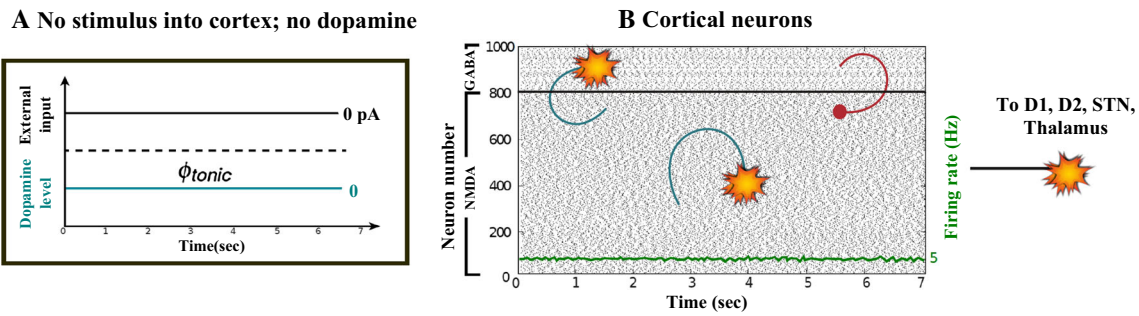 A No stimulus into cortex; no dopamine
External input
Dopamine level
0 pA
ϕtonic
0
0 1 2 3 4 5 6 7
Time(sec)
B Cortical neurons
Neuron number
GABA
NMDA
1000
800
600
400
200
0
0 1 2 3 4 5 6 7
Time (sec)
5
Firing rate (Hz)
To D1, D2, STN,
Thalamus